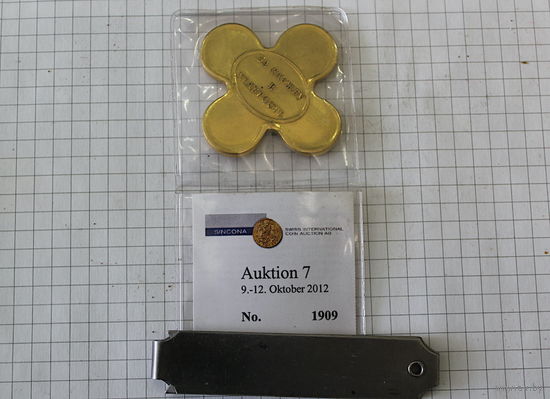 SINCONA
SWISS INTERNATIONAL
COIN AUCTION AG
Auktion 7
9.-12. Oktober 2012
No. 1909